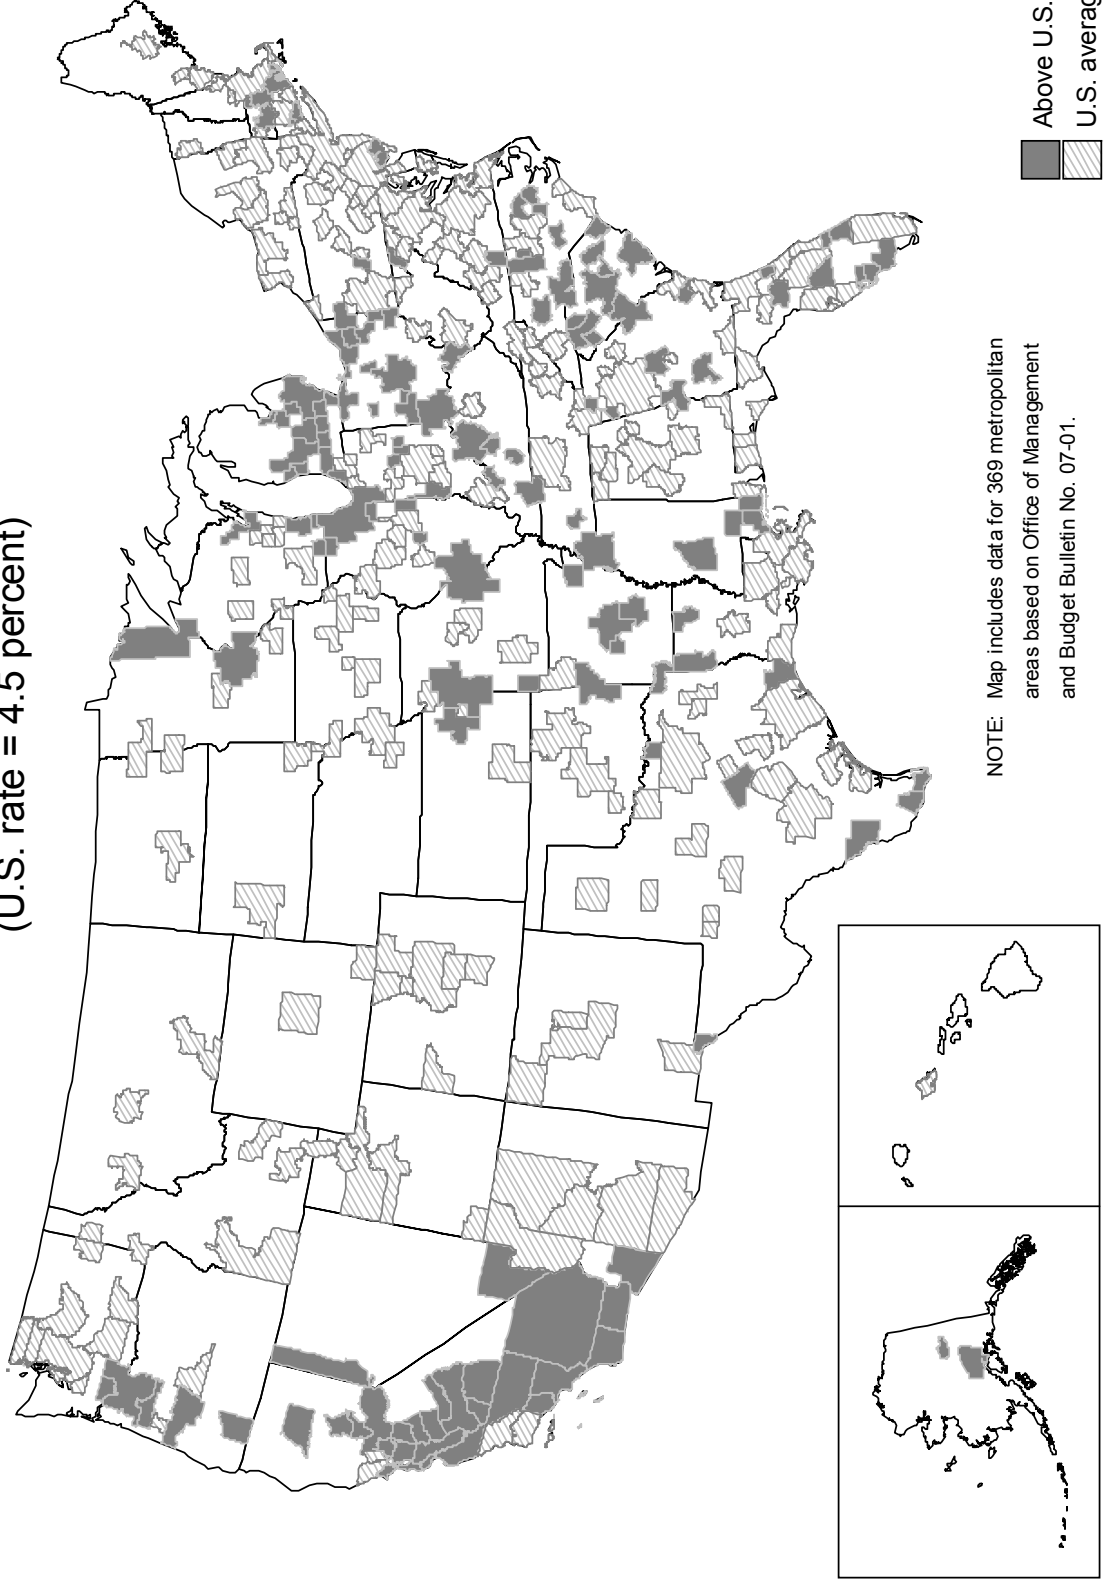 (U.S. rate = 4.5 percent)
Above U.S.
U.S. averag
NOTE: Map includes data for 369 metropolitan
areas based on Office of Management
and Budget Bulletin No. 07-01.